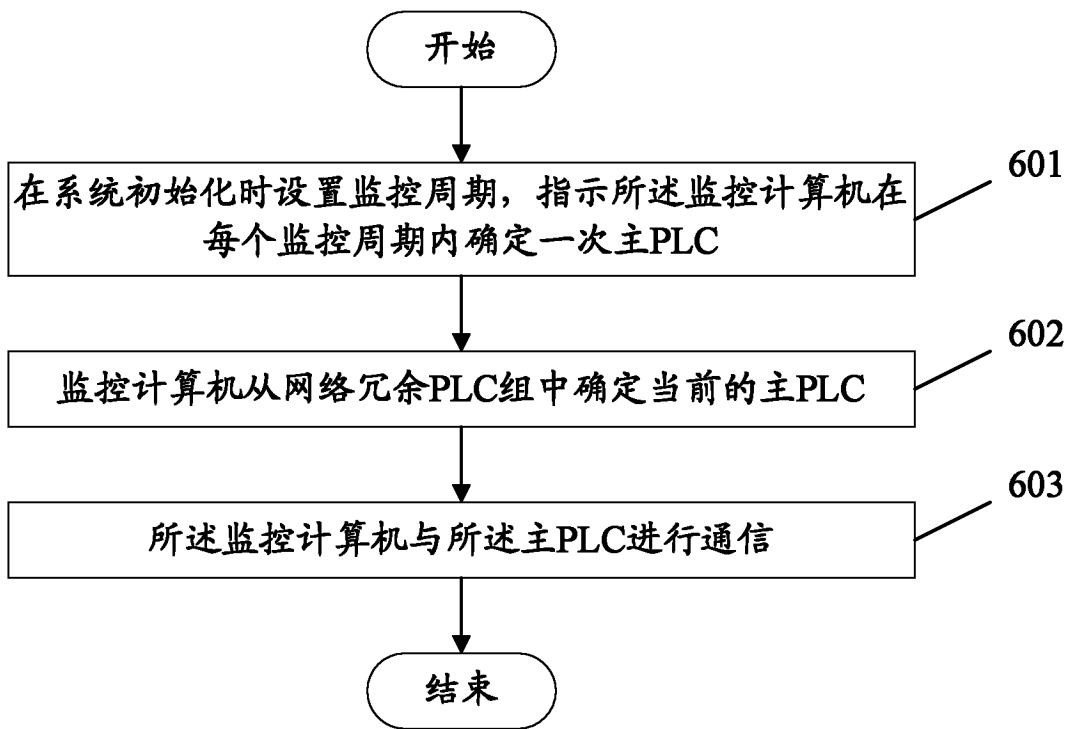 开始
601
在系统初始化时设置监控周期，指示所述监控计算机在
每个监控周期内确定一次主PLC
602
监控计算机从网络冗余PLC组中确定当前的主PLC
603
所述监控计算机与所述主PLC进行通信
结束